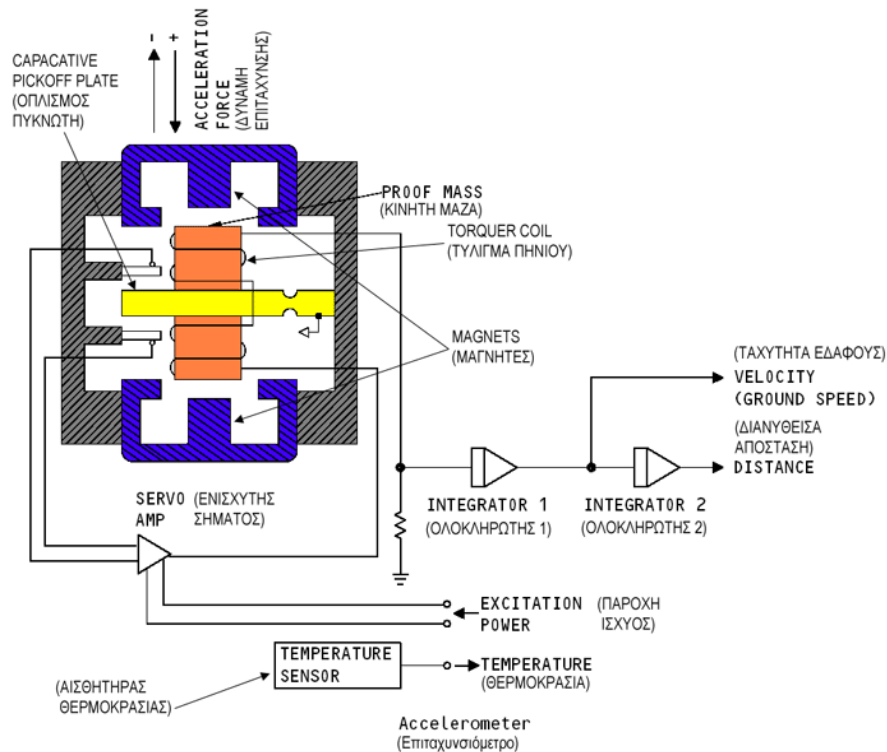 CAPACATIVE
PICKOFF PLATE
(ΟΠΛΙΣΜΟΣ
ΠΥΚΝΩΤΗ)
- +
ACCELERATION
FORCE
(ΔΥΝΑΜΗ
ΕΠΙΤΑΧΥΝΣΗΣ)
PROOF MASS
(ΚΙΝΗΤΗ ΜΑΖΑ)
TORQUER COIL
(ΤΥΛΙΓΜΑ ΠΗΝΙΟΥ)
MAGNETS
(ΜΑΓΝΗΤΕΣ)
(ΤΑΧΥΤΗΤΑ ΕΔΑΦΟΥΣ)
VELOCITY
(GROUND SPEED)
(ΔΙΑΝΥΘΕΙΣΑ
ΑΠΟΣΤΑΣΗ)
DISTANCE
INTEGRATOR 1
(ΟΛΟΚΛΗΡΩΤΗΣ 1)
INTEGRATOR 2
(ΟΛΟΚΛΗΡΩΤΗΣ 2)
SERVO (ΕΝΙΣΧΥΤΗΣ
AMP ΣΗΜΑΤΟΣ)
EXCITATION (ΠΑΡΟΧΗ
POWER ΙΣΧΥΟΣ)
TEMPERATURE
SENSOR
TEMPERATURE
(ΘΕΡΜΟΚΡΑΣΙΑ)
(ΑΙΣΘΗΤΗΡΑΣ
ΘΕΡΜΟΚΡΑΣΙΑΣ)
Accelerometer
(Επιταχυνσιόμετρο)